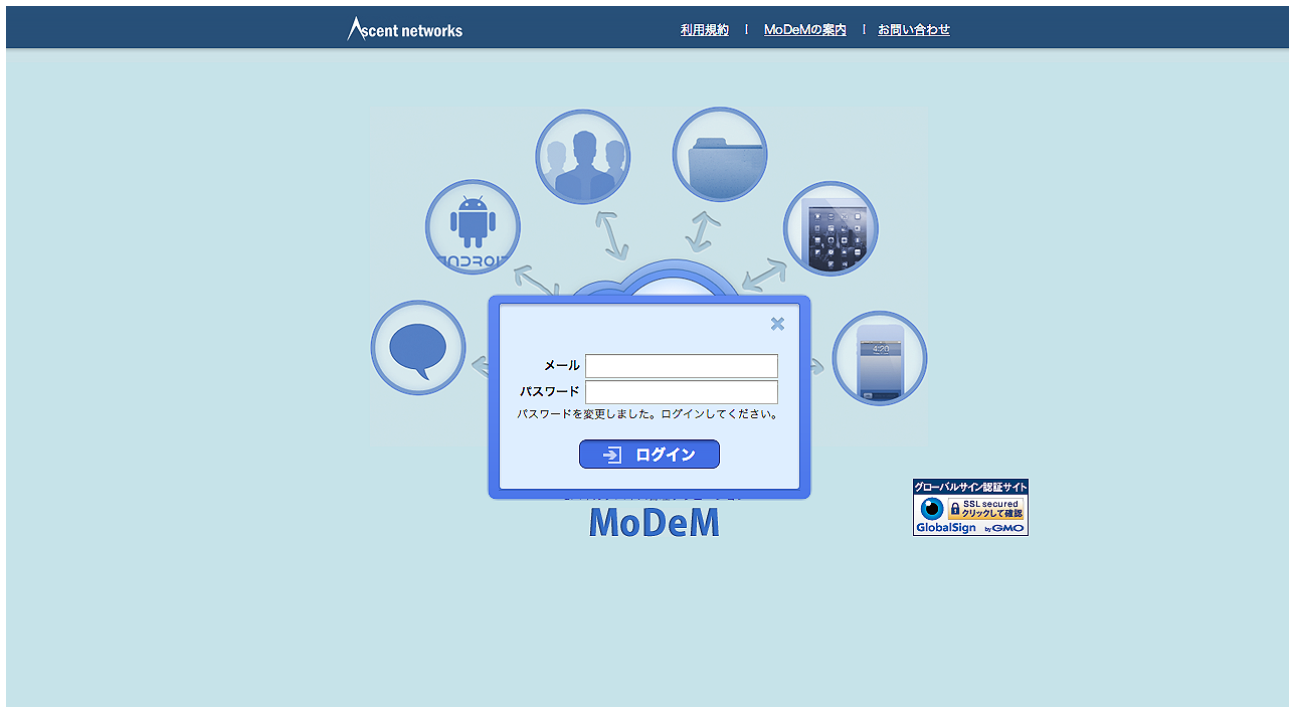 Ascent networks
利用規約 | MoDeMの案内 | お問い合わせ
ANDROID
4:20
メール
パスワード
パスワードを変更しました。ログインしてください。
ログイン
MoDeM
グローバルサイン認証サイト
SSL secured
クリックして確認
GlobalSign by GMO